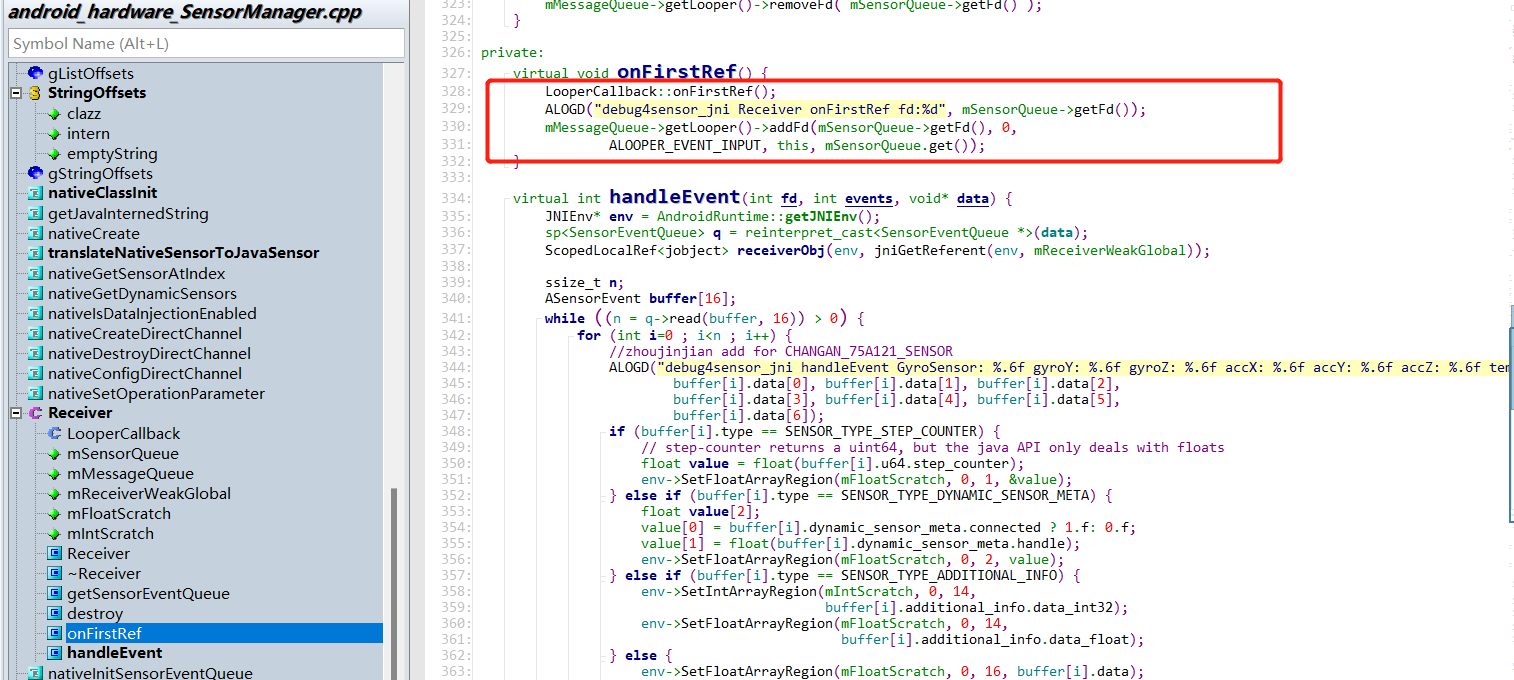 android_hardware_SensorManager.cpp
Symbol Name (Alt+L)
gListOffsets
StringOffsets
clazz
intern
emptyString
gStringOffsets
nativeClassInit
getJavaInternedString
nativeCreate
translateNativeSensorToJavaSensor
nativeGetSensorAtIndex
nativeGetDynamicSensors
nativeIsDataInjectionEnabled
nativeCreateDirectChannel
nativeDestroyDirectChannel
nativeConfigDirectChannel
nativeSetOperationParameter
Receiver
LooperCallback
mSensorQueue
mMessageQueue
mReceiverWeakGlobal
mFloatScratch
mIntScratch
Receiver
~Receiver
getSensorEventQueue
destroy
onFirstRef
handleEvent
nativeInitSensorEventQueue
323: mMessageQueue->getLooper()->removeFd( mSensorQueue->getFd() );
324: }
325:
326: private:
327: virtual void onFirstRef() {
328: LooperCallback::onFirstRef();
329: ALOGD("debug4sensor_jni Receiver onFirstRef fd:%d", mSensorQueue->getFd());
330: mMessageQueue->getLooper()->addFd(mSensorQueue->getFd(), 0,
331: ALOOPER_EVENT_INPUT, this, mSensorQueue.get());
332: }
333:
334: virtual int handleEvent(int fd, int events, void* data) {
335: JNIEnv* env = AndroidRuntime::getJNIEnv();
336: sp<SensorEventQueue> q = reinterpret_cast<SensorEventQueue *>(data);
337: ScopedLocalRef<jobject> receiverObj(env, jniGetReferent(env, mReceiverWeakGlobal));
338:
339: ssize_t n;
340: ASensorEvent buffer[16];
341: while ((n = q->read(buffer, 16)) > 0) {
342: for (int i=0 ; i<n ; i++) {
343: //zhoujinjian add for CHANGAN_75A121_SENSOR
344: ALOGD("debug4sensor_jni handleEvent GyroSensor: %.6f gyroY: %.6f gyroZ: %.6f accX: %.6f accY: %.6f accZ: %.6f ten
345: buffer[i].data[0], buffer[i].data[1], buffer[i].data[2],
346: buffer[i].data[3], buffer[i].data[4], buffer[i].data[5],
347: buffer[i].data[6]);
348: if (buffer[i].type == SENSOR_TYPE_STEP_COUNTER) {
349: // step-counter returns a uint64, but the java API only deals with floats
350: float value = float(buffer[i].u64.step_counter);
351: env->SetFloatArrayRegion(mFloatScratch, 0, 1, &value);
352: } else if (buffer[i].type == SENSOR_TYPE_DYNAMIC_SENSOR_META) {
353: float value[2];
354: value[0] = buffer[i].dynamic_sensor_meta.connected ? 1.f: 0.f;
355: value[1] = float(buffer[i].dynamic_sensor_meta.handle);
356: env->SetFloatArrayRegion(mFloatScratch, 0, 2, value);
357: } else if (buffer[i].type == SENSOR_TYPE_ADDITIONAL_INFO) {
358: env->SetIntArrayRegion(mIntScratch, 0, 14,
359: buffer[i].additional_info.data_int32);
360: env->SetFloatArrayRegion(mFloatScratch, 0, 14,
361: buffer[i].additional_info.data_float);
362: } else {
363: env->SetFloatArrayRegion(mFloatScratch, 0, 16, buffer[i].data);